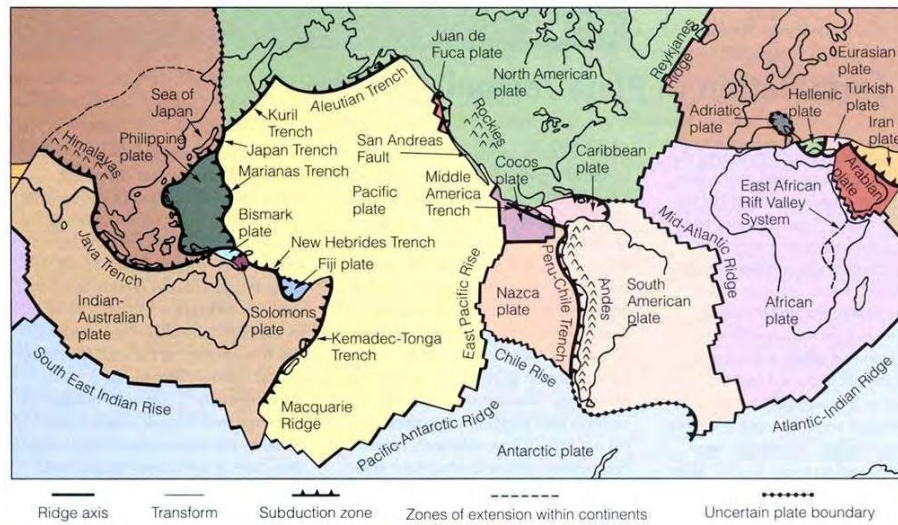 Juan de
Fuca plate
North American
plate
Reykjanes
Ridge
Eurasian
plate
Turkish
plate
Hellenic
plate
Adriatic
plate
Iran
plate
Sea of
Japan
Aleutian Trench
Rockies
Kuril
Trench
Philippine
plate
Japan Trench
San Andreas
Fault
Himalayas
Marianas Trench
Cocos
plate
Caribbean
plate
Arabian
plate
Pacific
plate
Middle
America
Trench
East African
Rift Valley
System
Bismark
plate
Mid-Atlantic
Ridge
New Hebrides Trench
Java Trench
Fiji plate
East Pacific Rise
Nazca
plate
Peru-Chile Trench
Andes
South
American
plate
African
plate
Indian-
Australian
plate
Solomons
plate
Kemadec-Tonga
Trench
South East Indian Rise
Chile Rise
Macquarie
Ridge
Pacific-Antarctic Ridge
Antarctic plate
Atlantic-Indian Ridge
Ridge axis
Transform
Subduction zone
Zones of extension within continents
Uncertain plate boundary